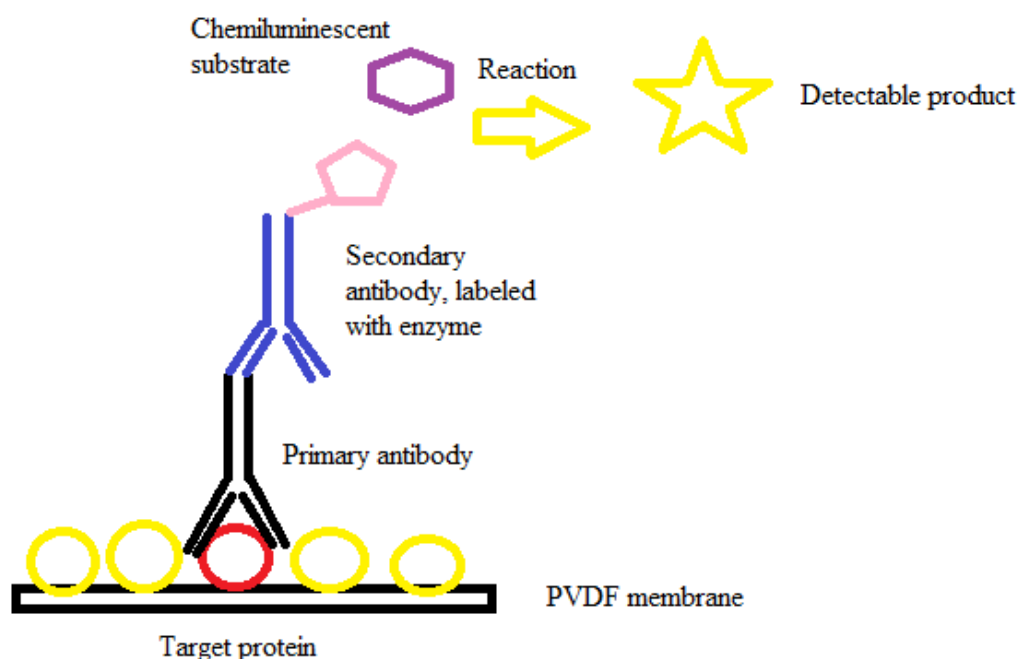 Chemiluminescent
substrate
Reaction
Detectable product
Secondary
antibody, labeled
with enzyme
Primary antibody
PVDF membrane
Target protein